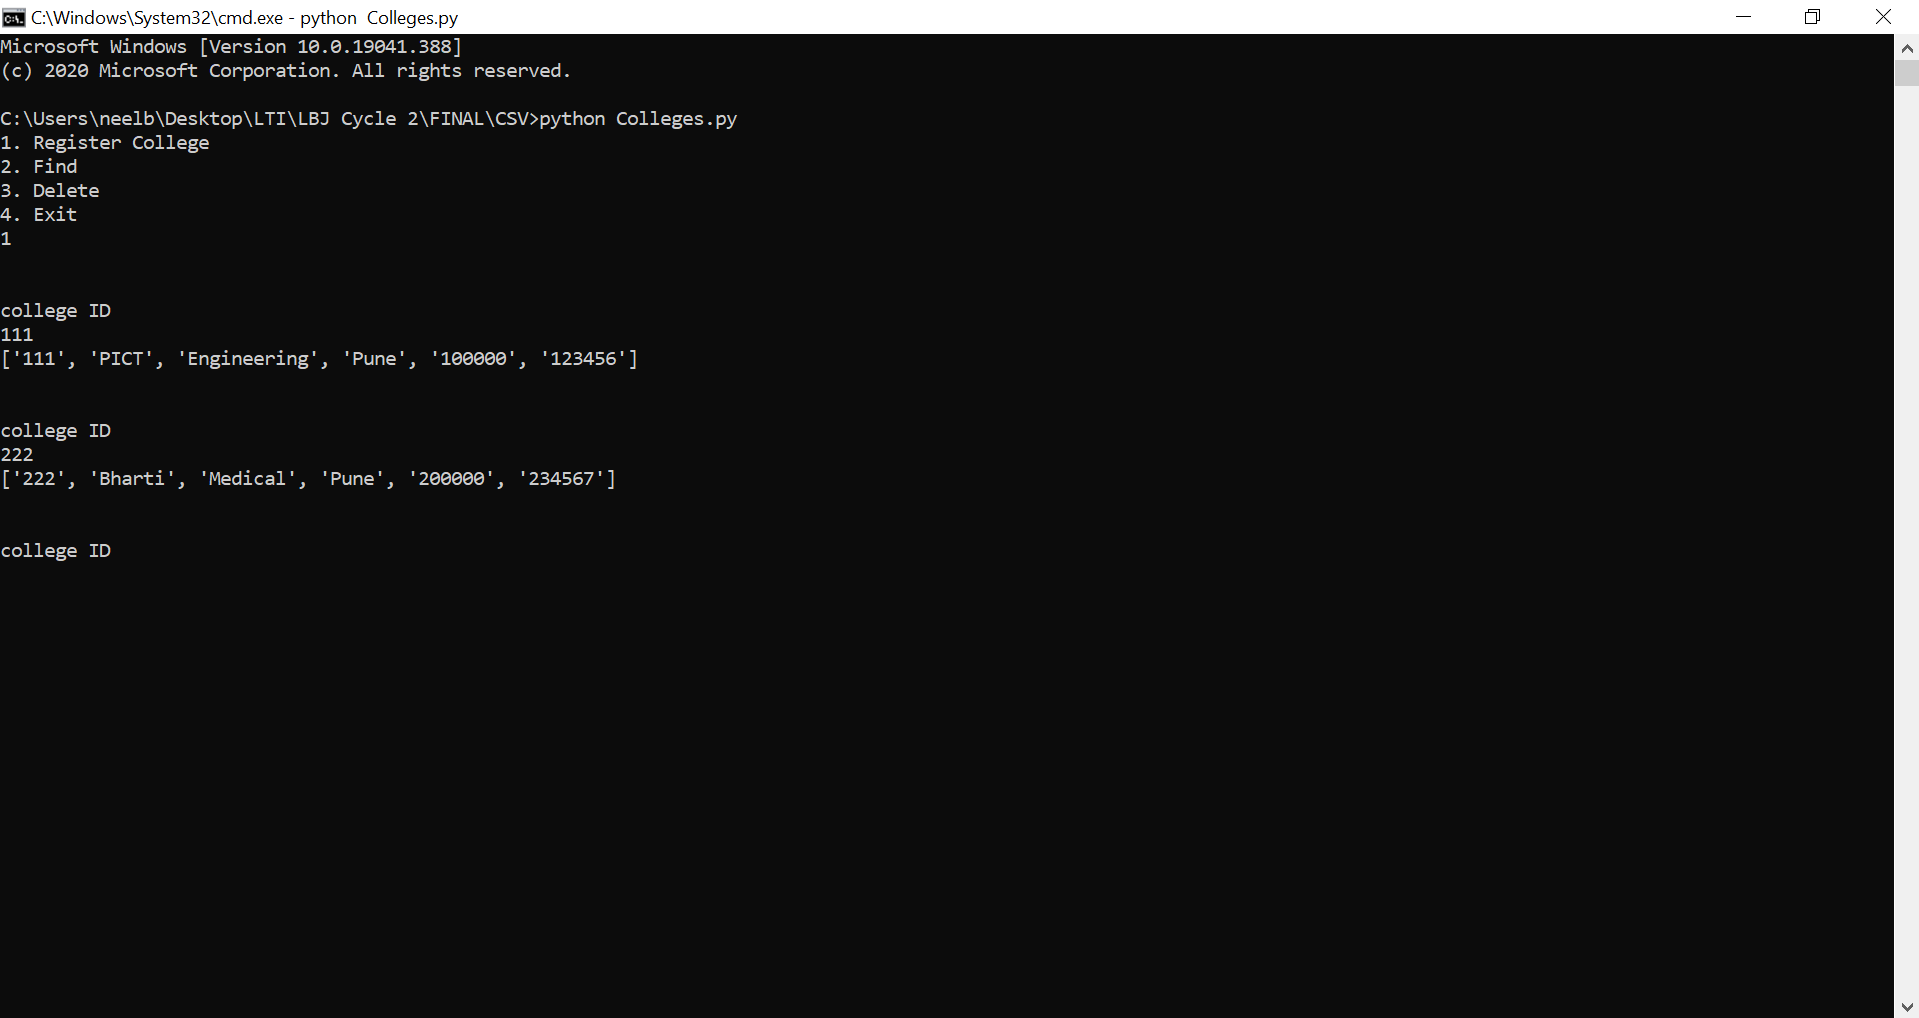 C:\Windows\System32\cmd.exe - python  Colleges.py
Microsoft Windows [Version 10.0.19041.388]
(c) 2020 Microsoft Corporation. All rights reserved.
C:\Users\neelb\Desktop\LTI\LBJ Cycle 2\FINAL\CSV>python Colleges.py
1. Register College
2. Find
3. Delete
4. Exit
1
college ID
111
['111', 'PICT', 'Engineering', 'Pune', '100000', '123456']
college ID
222
['222', 'Bharti', 'Medical', 'Pune', '200000', '234567']
college ID